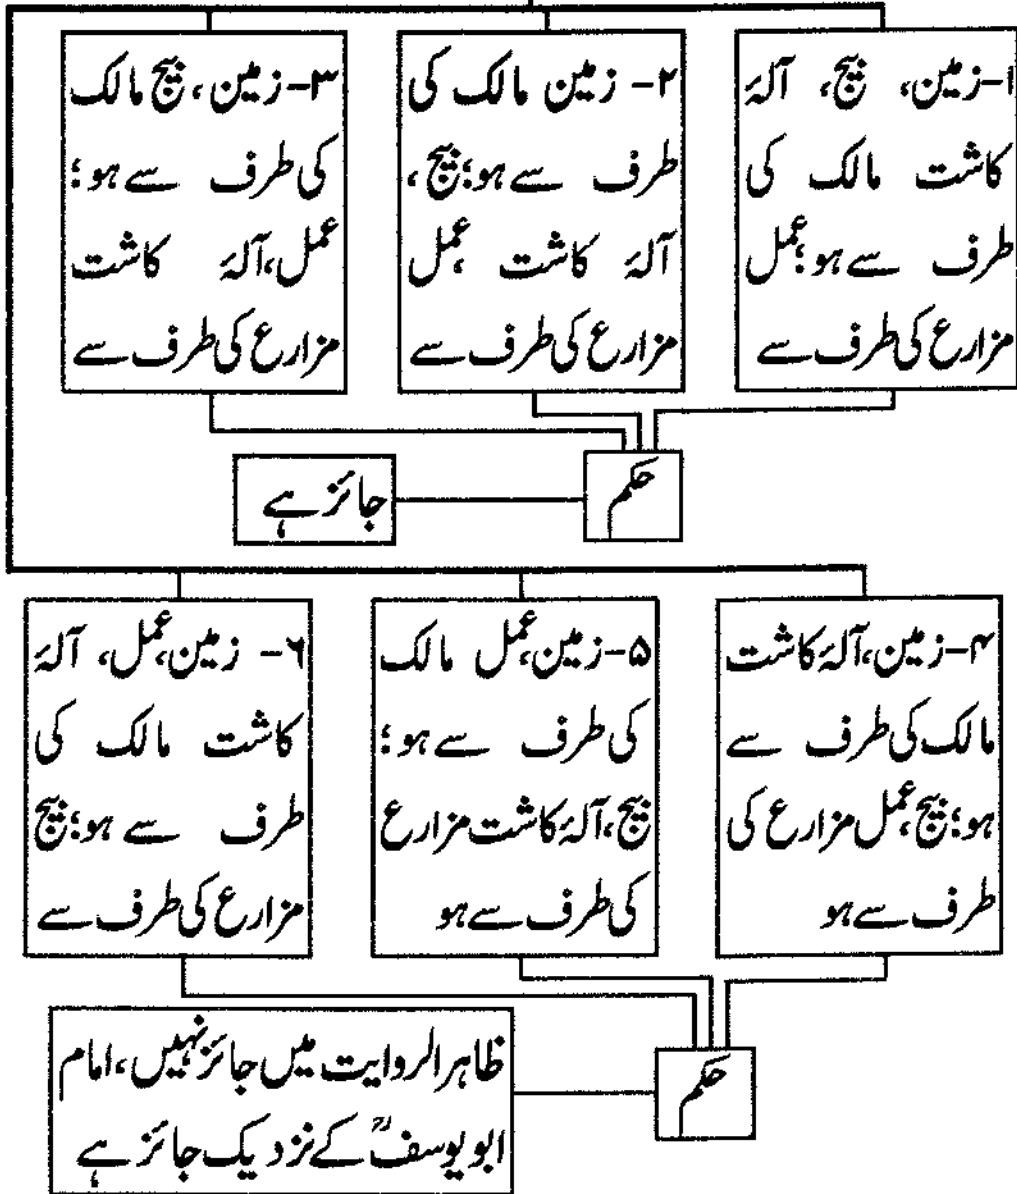 ۱-زمین، بیج، آلۂ
کاشت مالک کی
طرف سے ہو؛عمل
مزارع کی طرف سے
۲- زمین مالک کی
طرف سے ہو؛بیج،
آلۂ کاشت ،عمل
مزارع کی طرف سے
۳-زمین، بیج مالک
کی طرف سے ہو؛
عمل،آلۂ کاشت
مزارع کی طرف سے
حکم
جائز ہے
۴-زمین،آلۂ کاشت
مالک کی طرف سے
ہو؛بیج،عمل مزارع کی
طرف سے ہو
۵-زمین،عمل مالک
کی طرف سے ہو؛
بیج،آلۂ کاشت مزارع
کی طرف سے ہو
۶- زمین،عمل، آلۂ
کاشت مالک کی
طرف سے ہو؛بیج
مزارع کی طرف سے
حکم
ظاہر الروایت میں جائز نہیں،امام
ابو یوسفؒ کے نزدیک جائز ہے